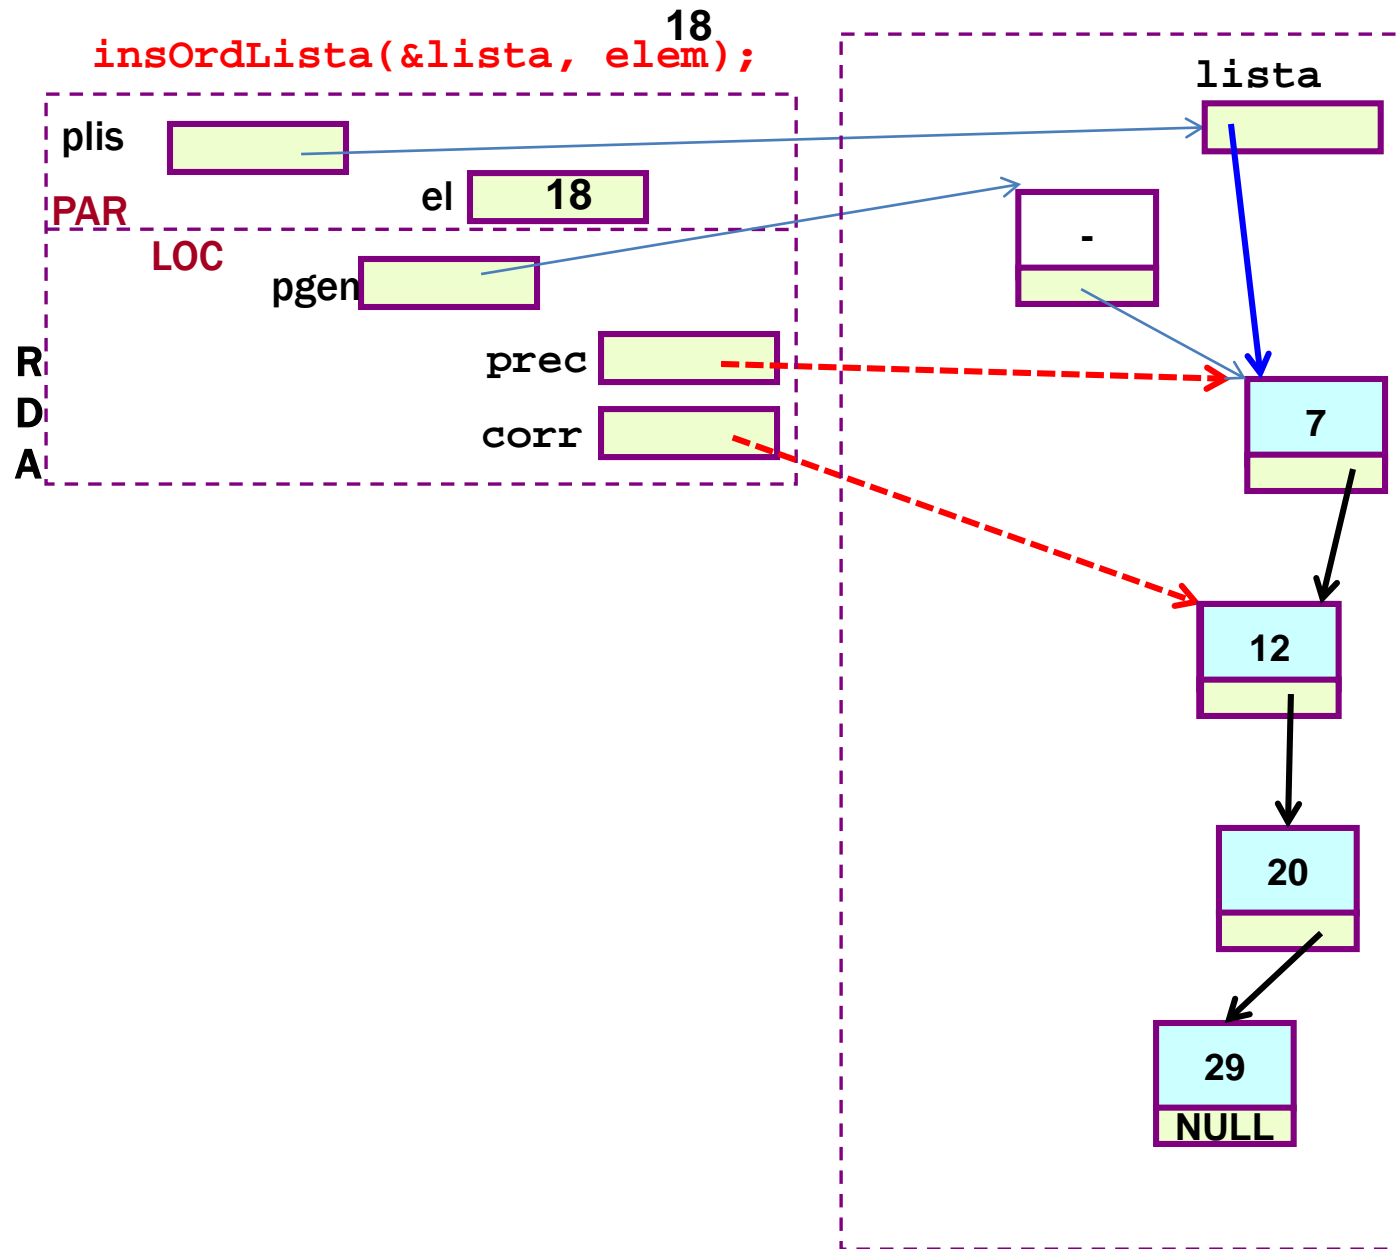 18
insOrdLista(&lista, elem);
lista
plis
el
18
PAR
LOC
-
pgen
prec
R
D
A
corr
7
12
20
29
NULL